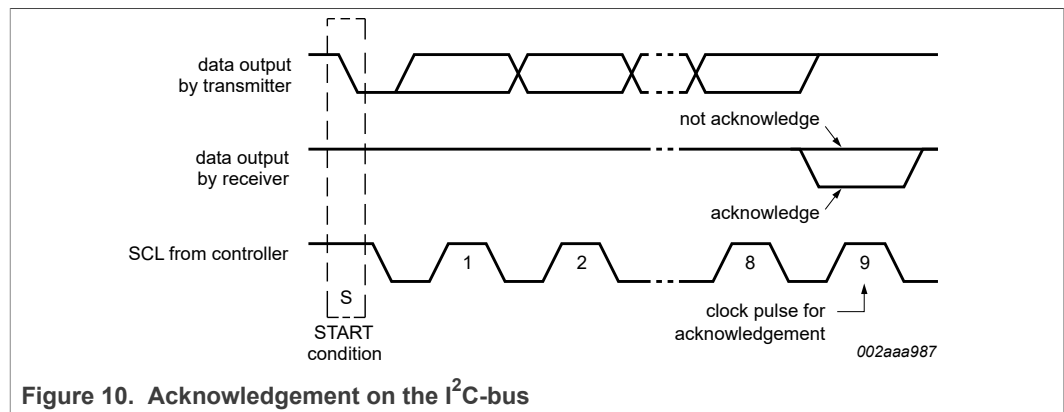 data output
by transmitter
not acknowledge
data output
by receiver
acknowledge
SCL from controller
1
2
8
9
S
START
condition
clock pulse for
acknowledgement
002aaa987
Figure 10. Acknowledgement on the I²C-bus